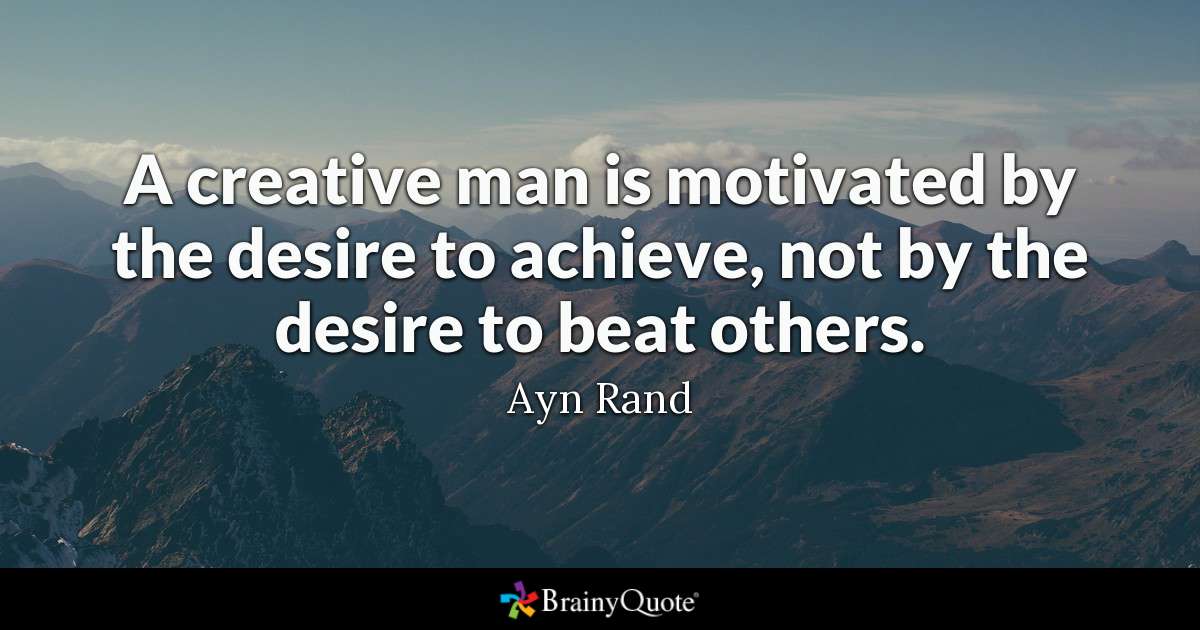 A creative man is motivated by
the desire to achieve, not by the
desire to beat others.
Ayn Rand
BrainyQuote®